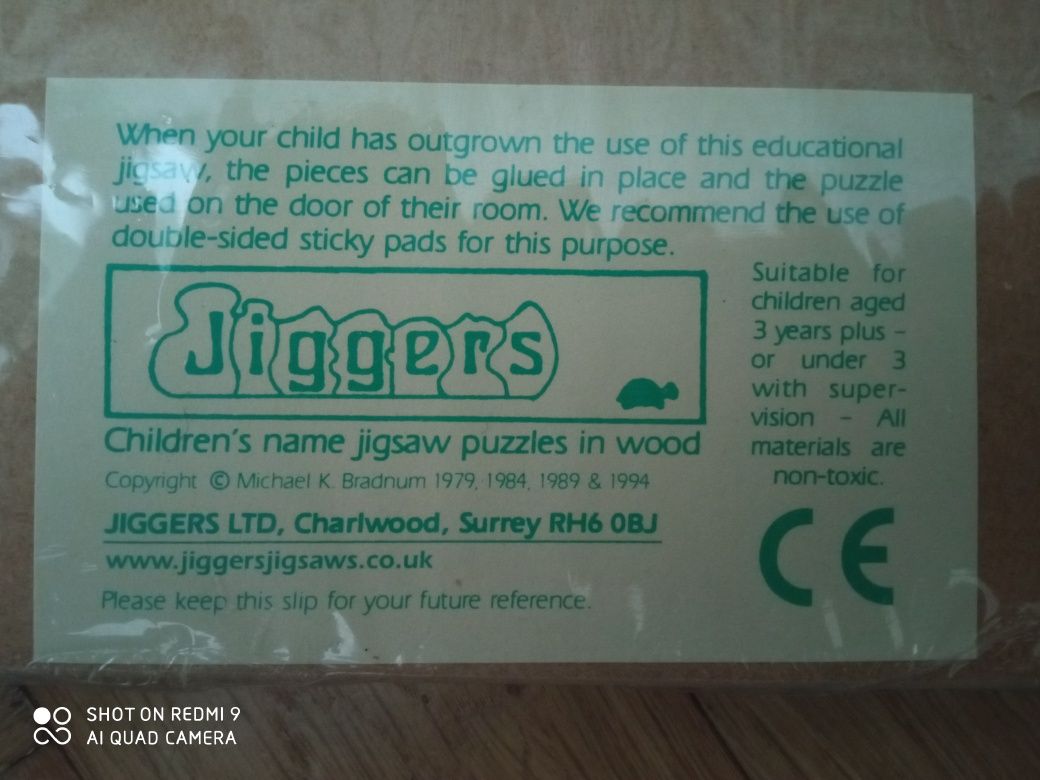 When your child has outgrown the use of this educational
jigsaw, the pieces can be glued in place and the puzzle
used on the door of their room. We recommend the use of
double-sided sticky pads for this purpose.
Jiggers
Children's name jigsaw puzzles in wood
Copyright © Michael K. Bradnum 1979, 1984, 1989 & 1994
JIGGERS LTD, Charlwood, Surrey RH6 0BJ
www.jiggersjigsaws.co.uk
Please keep this slip for your future reference.
Suitable for
children aged
3 years plus –
or under 3
with super-
vision – All
materials are
non-toxic.
CE
SHOT ON REDMI 9
AI QUAD CAMERA